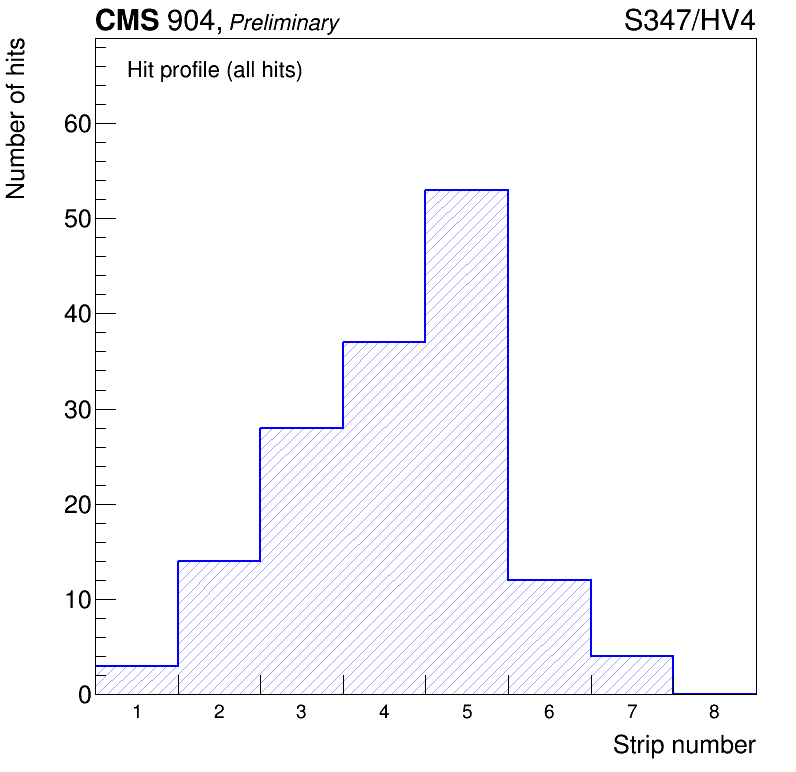 CMS 904, Preliminary
S347/HV4
Number of hits
Hit profile (all hits)
60
50
40
30
20
10
0
1 2 3 4 5 6 7 8
Strip number